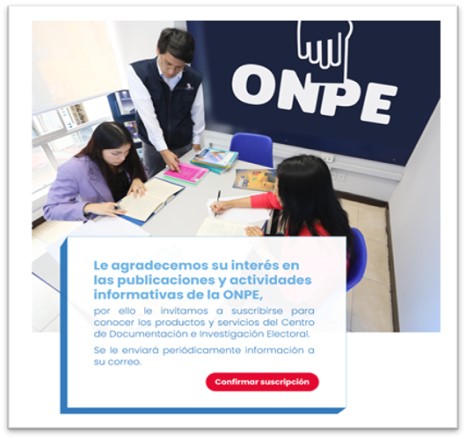 ONPE
Le agradecemos su interés en
las publicaciones y actividades
informativas de la ONPE,
por ello le invitamos a suscribirse para
conocer los productos y servicios del Centro
de Documentación e Investigación Electoral.
Se le enviará periódicamente información a
su correo.
Confirmar suscripción